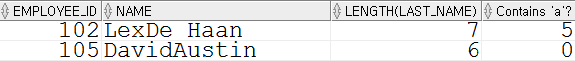 EMPLOYEE_ID NAME LENGTH(LAST_NAME) Contains 'a'?
102 LexDe Haan 7 5
105 DavidAustin 6 0